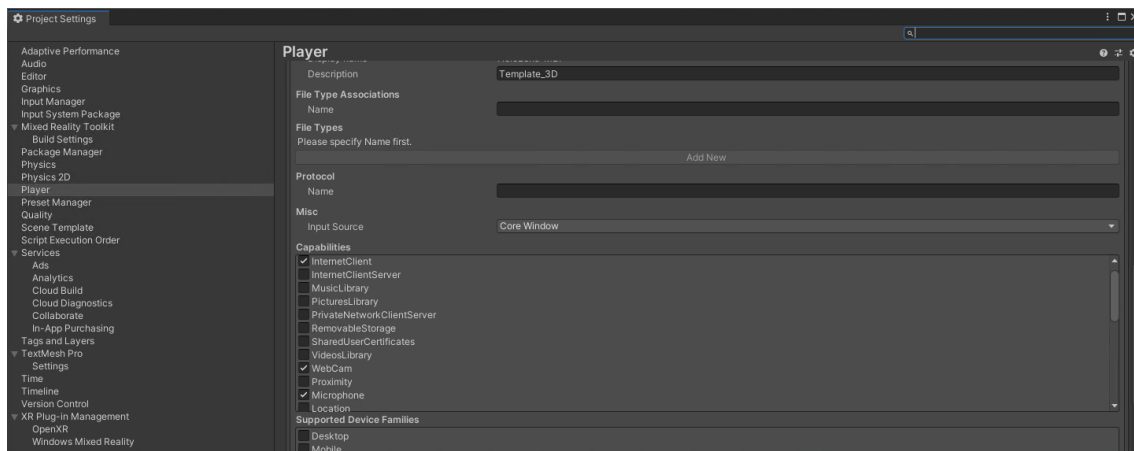 Project Settings
Adaptive Performance
Audio
Editor
Graphics
Input Manager
Input System Package
Mixed Reality Toolkit
Build Settings
Package Manager
Physics
Physics 2D
Player
Preset Manager
Quality
Scene Template
Script Execution Order
Services
Ads
Analytics
Cloud Build
Cloud Diagnostics
Collaborate
In-App Purchasing
Tags and Layers
TextMesh Pro
Settings
Time
Timeline
Version Control
XR Plug-in Management
OpenXR
Windows Mixed Reality
Player
Description Template_3D
File Type Associations
Name
File Types
Please specify Name first.
Add New
Protocol
Name
Misc
Input Source Core Window
Capabilities
InternetClient
InternetClientServer
MusicLibrary
PicturesLibrary
PrivateNetworkClientServer
RemovableStorage
SharedUserCertificates
VideosLibrary
WebCam
Proximity
Microphone
Location
Supported Device Families
Desktop
Mobile